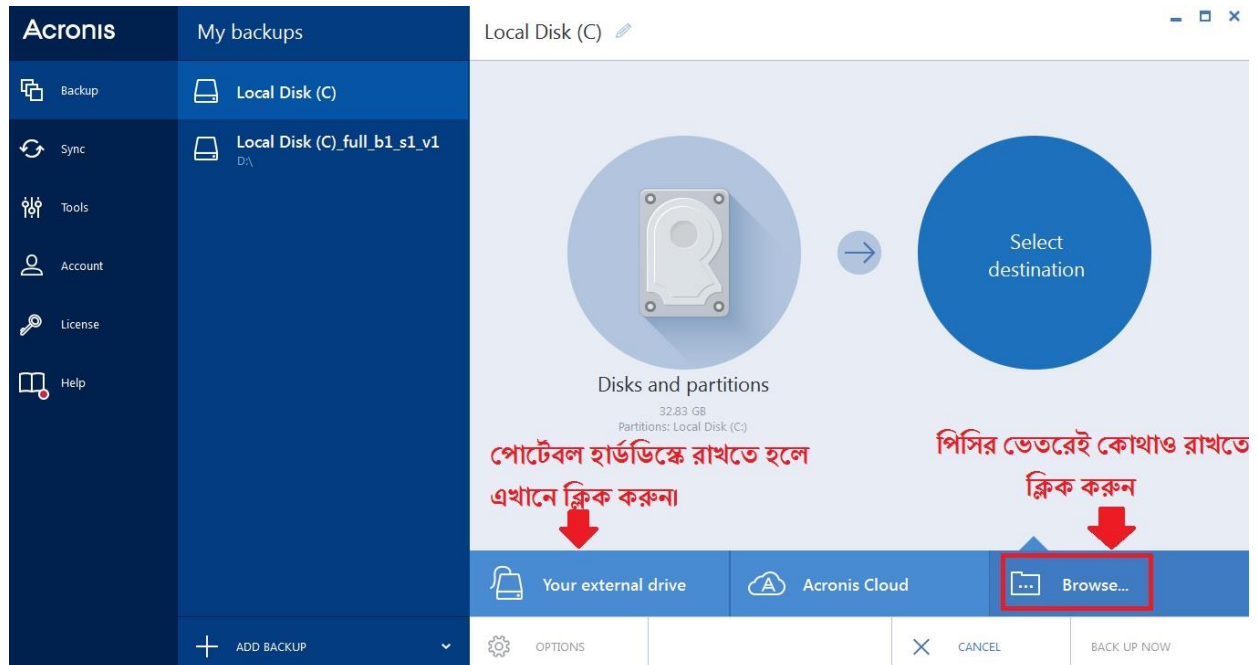 Acronis
My backups
Local Disk (C)
Backup
Sync
Tools
Account
License
Help
Local Disk (C)
Local Disk (C)_full_b1_s1_v1
D:\
Select
destination
Disks and partitions
32.83 GB
Partitions: Local Disk (C:)
পোর্টেবল হার্ডডিস্কে রাখতে হলে
এখানে ক্লিক করুন।
পিসির ভেতরেই কোথাও রাখতে
ক্লিক করুন
Your external drive
Acronis Cloud
Browse...
ADD BACKUP
OPTIONS
CANCEL
BACK UP NOW